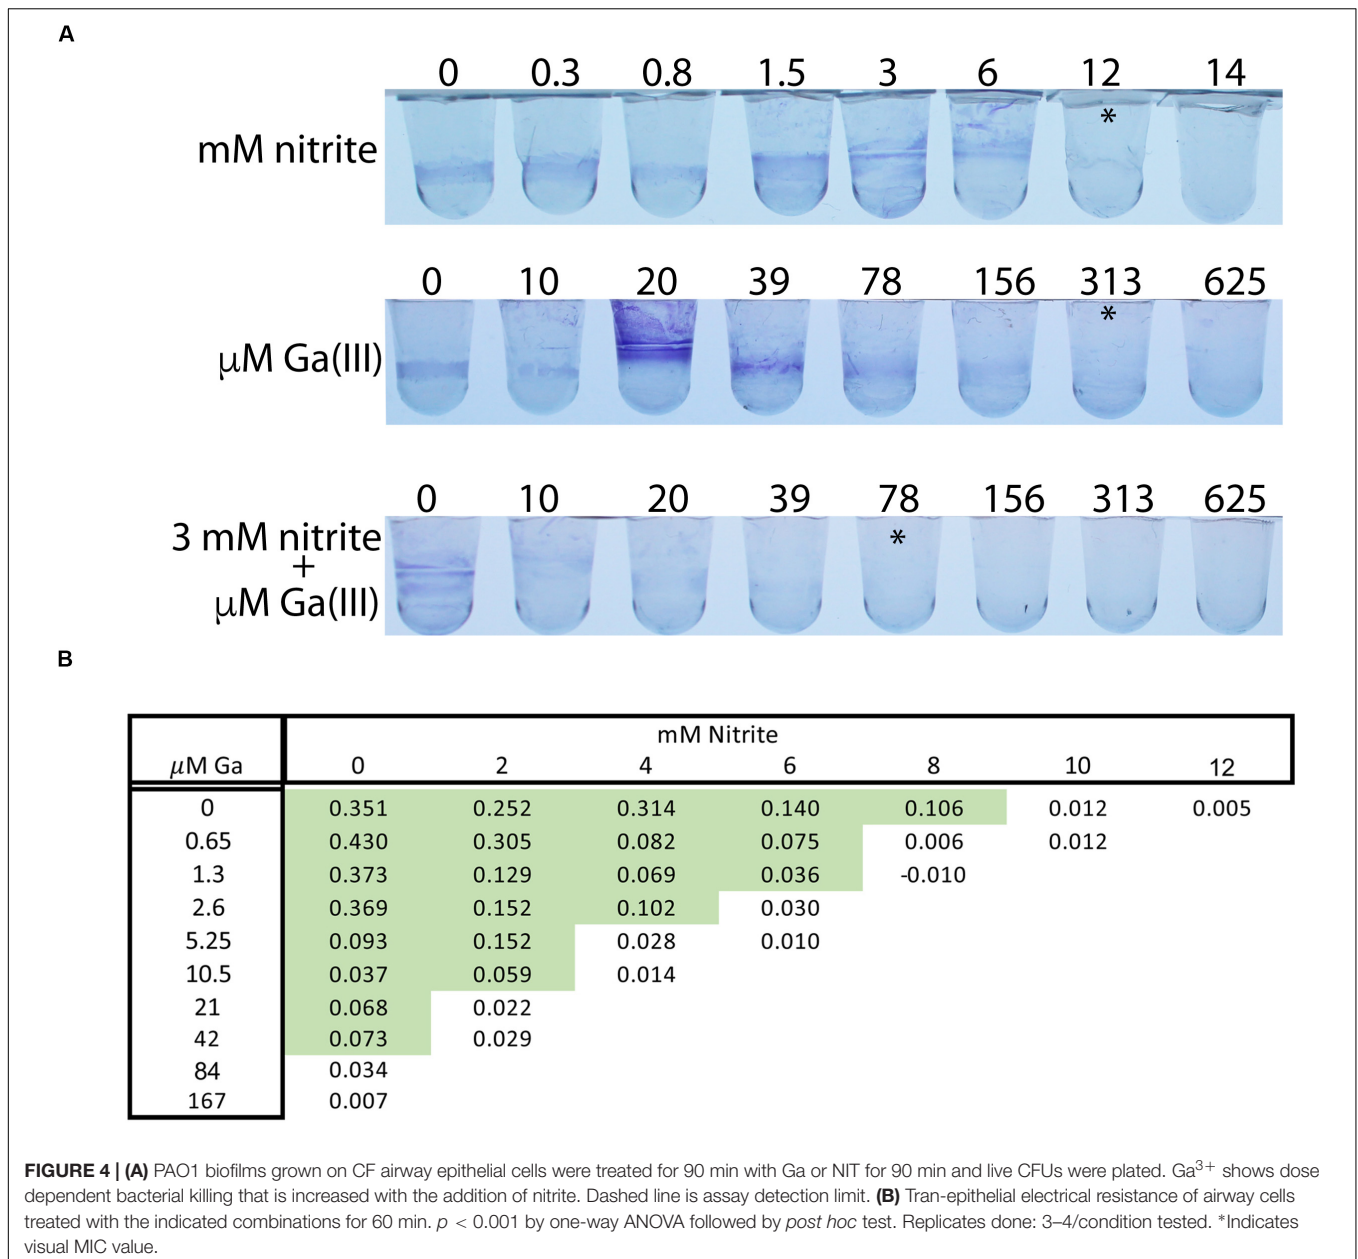 A
0 0.3 0.8 1.5 3 6 12 14
*
mM nitrite
0 10 20 39 78 156 313 625
*
μM Ga(III)
0 10 20 39 78 156 313 625
3 mM nitrite
*
+
μM Ga(III)
B
mM Nitrite
μM Ga 0 2 4 6 8 10 12
0 0.351 0.252 0.314 0.140 0.106 0.012 0.005
0.65 0.430 0.305 0.082 0.075 0.006 0.012
1.3 0.373 0.129 0.069 0.036 -0.010
2.6 0.369 0.152 0.102 0.030
5.25 0.093 0.152 0.028 0.010
10.5 0.037 0.059 0.014
21 0.068 0.022
42 0.073 0.029
84 0.034
167 0.007
FIGURE 4 | (A) PAO1 biofilms grown on CF airway epithelial cells were treated for 90 min with Ga or NIT for 90 min and live CFUs were plated. Ga³⁺ shows dose
dependent bacterial killing that is increased with the addition of nitrite. Dashed line is assay detection limit. (B) Tran-epithelial electrical resistance of airway cells
treated with the indicated combinations for 60 min. p < 0.001 by one-way ANOVA followed by post hoc test. Replicates done: 3–4/condition tested. *Indicates
visual MIC value.